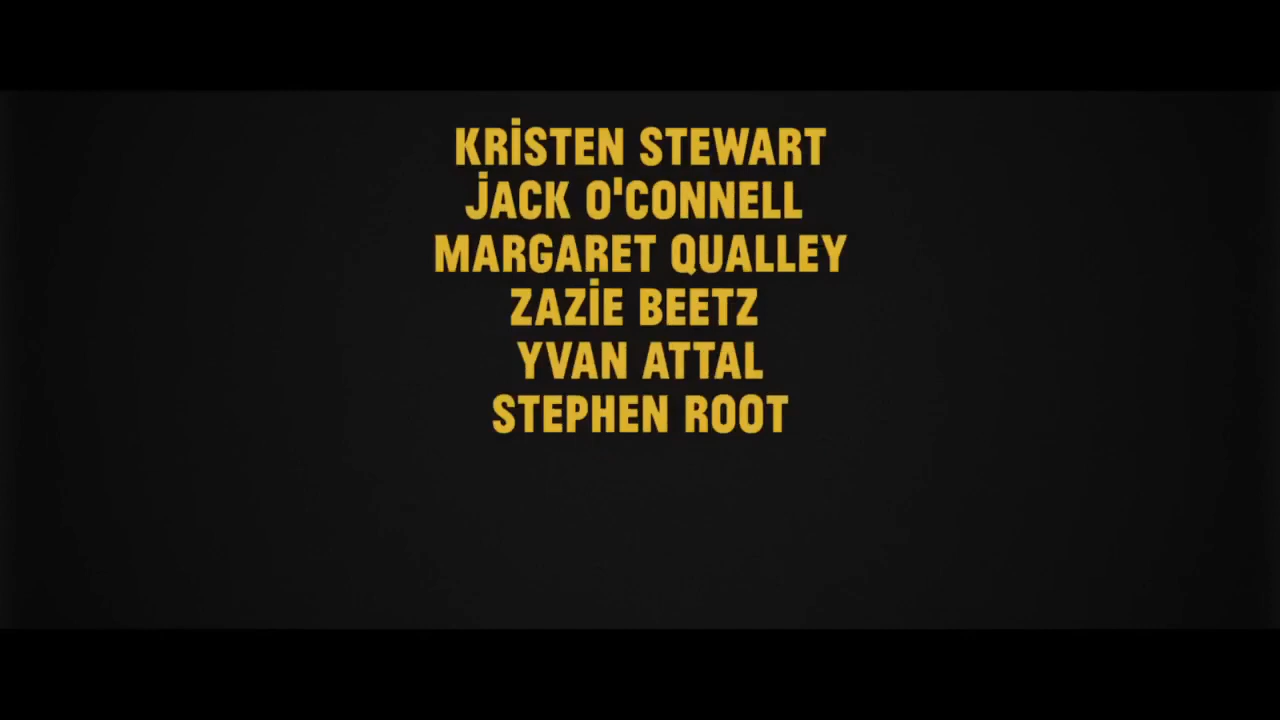 KRİSTEN STEWART
jACK O'CONNELL
MARGARET QUALLEY
ZAZİE BEETZ
YVAN ATTAL
STEPHEN ROOT